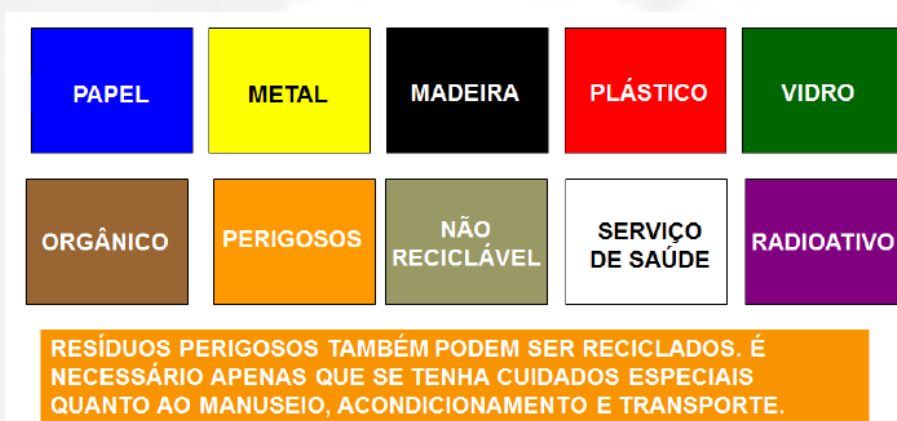 PAPEL
METAL
MADEIRA
PLÁSTICO
VIDRO
ORGÂNICO
PERIGOSOS
NÃO
RECICLÁVEL
SERVIÇO
DE SAÚDE
RADIOATIVO
RESÍDUOS PERIGOSOS TAMBÉM PODEM SER RECICLADOS. É
NECESSÁRIO APENAS QUE SE TENHA CUIDADOS ESPECIAIS
QUANTO AO MANUSEIO, ACONDICIONAMENTO E TRANSPORTE.